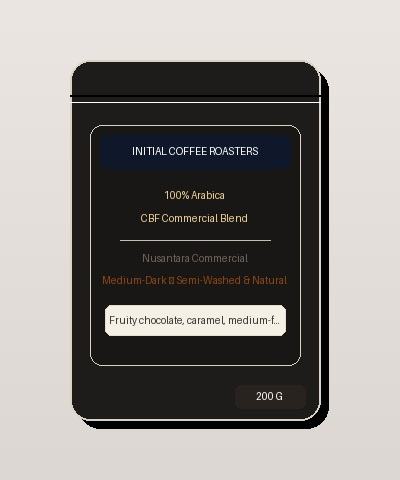 INITIAL COFFEE ROASTERS
100% Arabica
CBF Commercial Blend
Nusantara Commercial
Medium-Dark ▯ Semi-Washed & Natural
Fruity chocolate, caramel, medium-f...
200 G